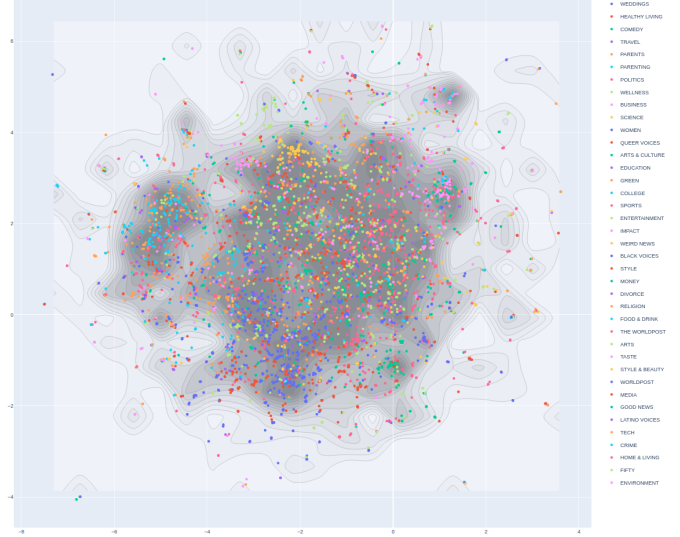 WEDDINGS
HEALTHY LIVING
COMEDY
TRAVEL
PARENTS
PARENTING
POLITICS
WELLNESS
BUSINESS
SCIENCE
WOMEN
QUEER VOICES
ARTS & CULTURE
EDUCATION
GREEN
COLLEGE
SPORTS
ENTERTAINMENT
IMPACT
WEIRD NEWS
BLACK VOICES
STYLE
MONEY
DIVORCE
RELIGION
FOOD & DRINK
THE WORLDPOST
ARTS
TASTE
STYLE & BEAUTY
WORLDPOST
MEDIA
GOOD NEWS
LATINO VOICES
TECH
CRIME
HOME & LIVING
FIFTY
ENVIRONMENT
6
4
2
0
−2
−4
−8 −6 −4 −2 0 2 4